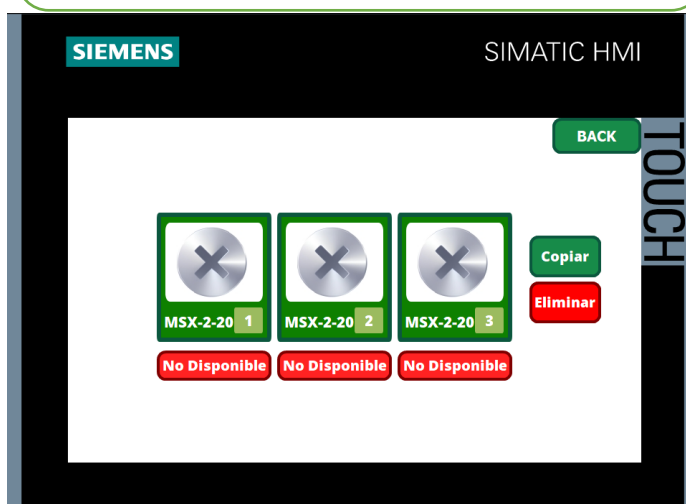 SIEMENS
SIMATIC HMI
TOUCH
BACK
MSX-2-20 1
MSX-2-20 2
MSX-2-20 3
Copiar
Eliminar
No Disponible
No Disponible
No Disponible